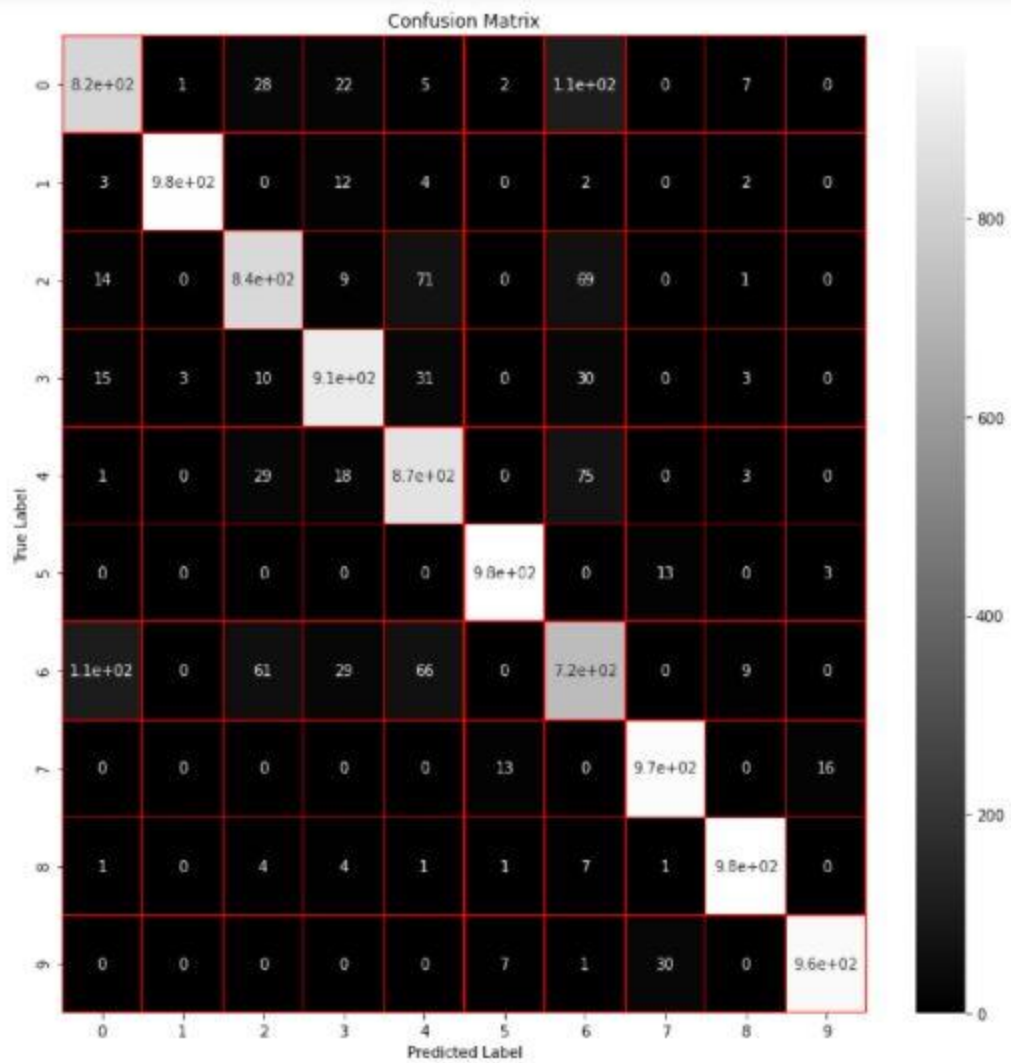 Confusion Matrix
0 8.2e+02 1 28 22 5 2 1.1e+02 0 7 0
1 3 9.8e+02 0 12 4 0 2 0 2 0
800
2 14 0 8.4e+02 9 71 0 69 0 1 0
3 15 3 10 9.1e+02 31 0 30 0 3 0
600
4 1 0 29 18 8.7e+02 0 75 0 3 0
True Label
5 0 0 0 0 0 9.8e+02 0 13 0 3
400
6 1.1e+02 0 61 29 66 0 7.2e+02 0 9 0
7 0 0 0 0 0 13 0 9.7e+02 0 16
200
8 1 0 4 4 1 1 7 1 9.8e+02 0
9 0 0 0 0 0 7 1 30 0 9.6e+02
0
0 1 2 3 4 5 6 7 8 9
Predicted Label